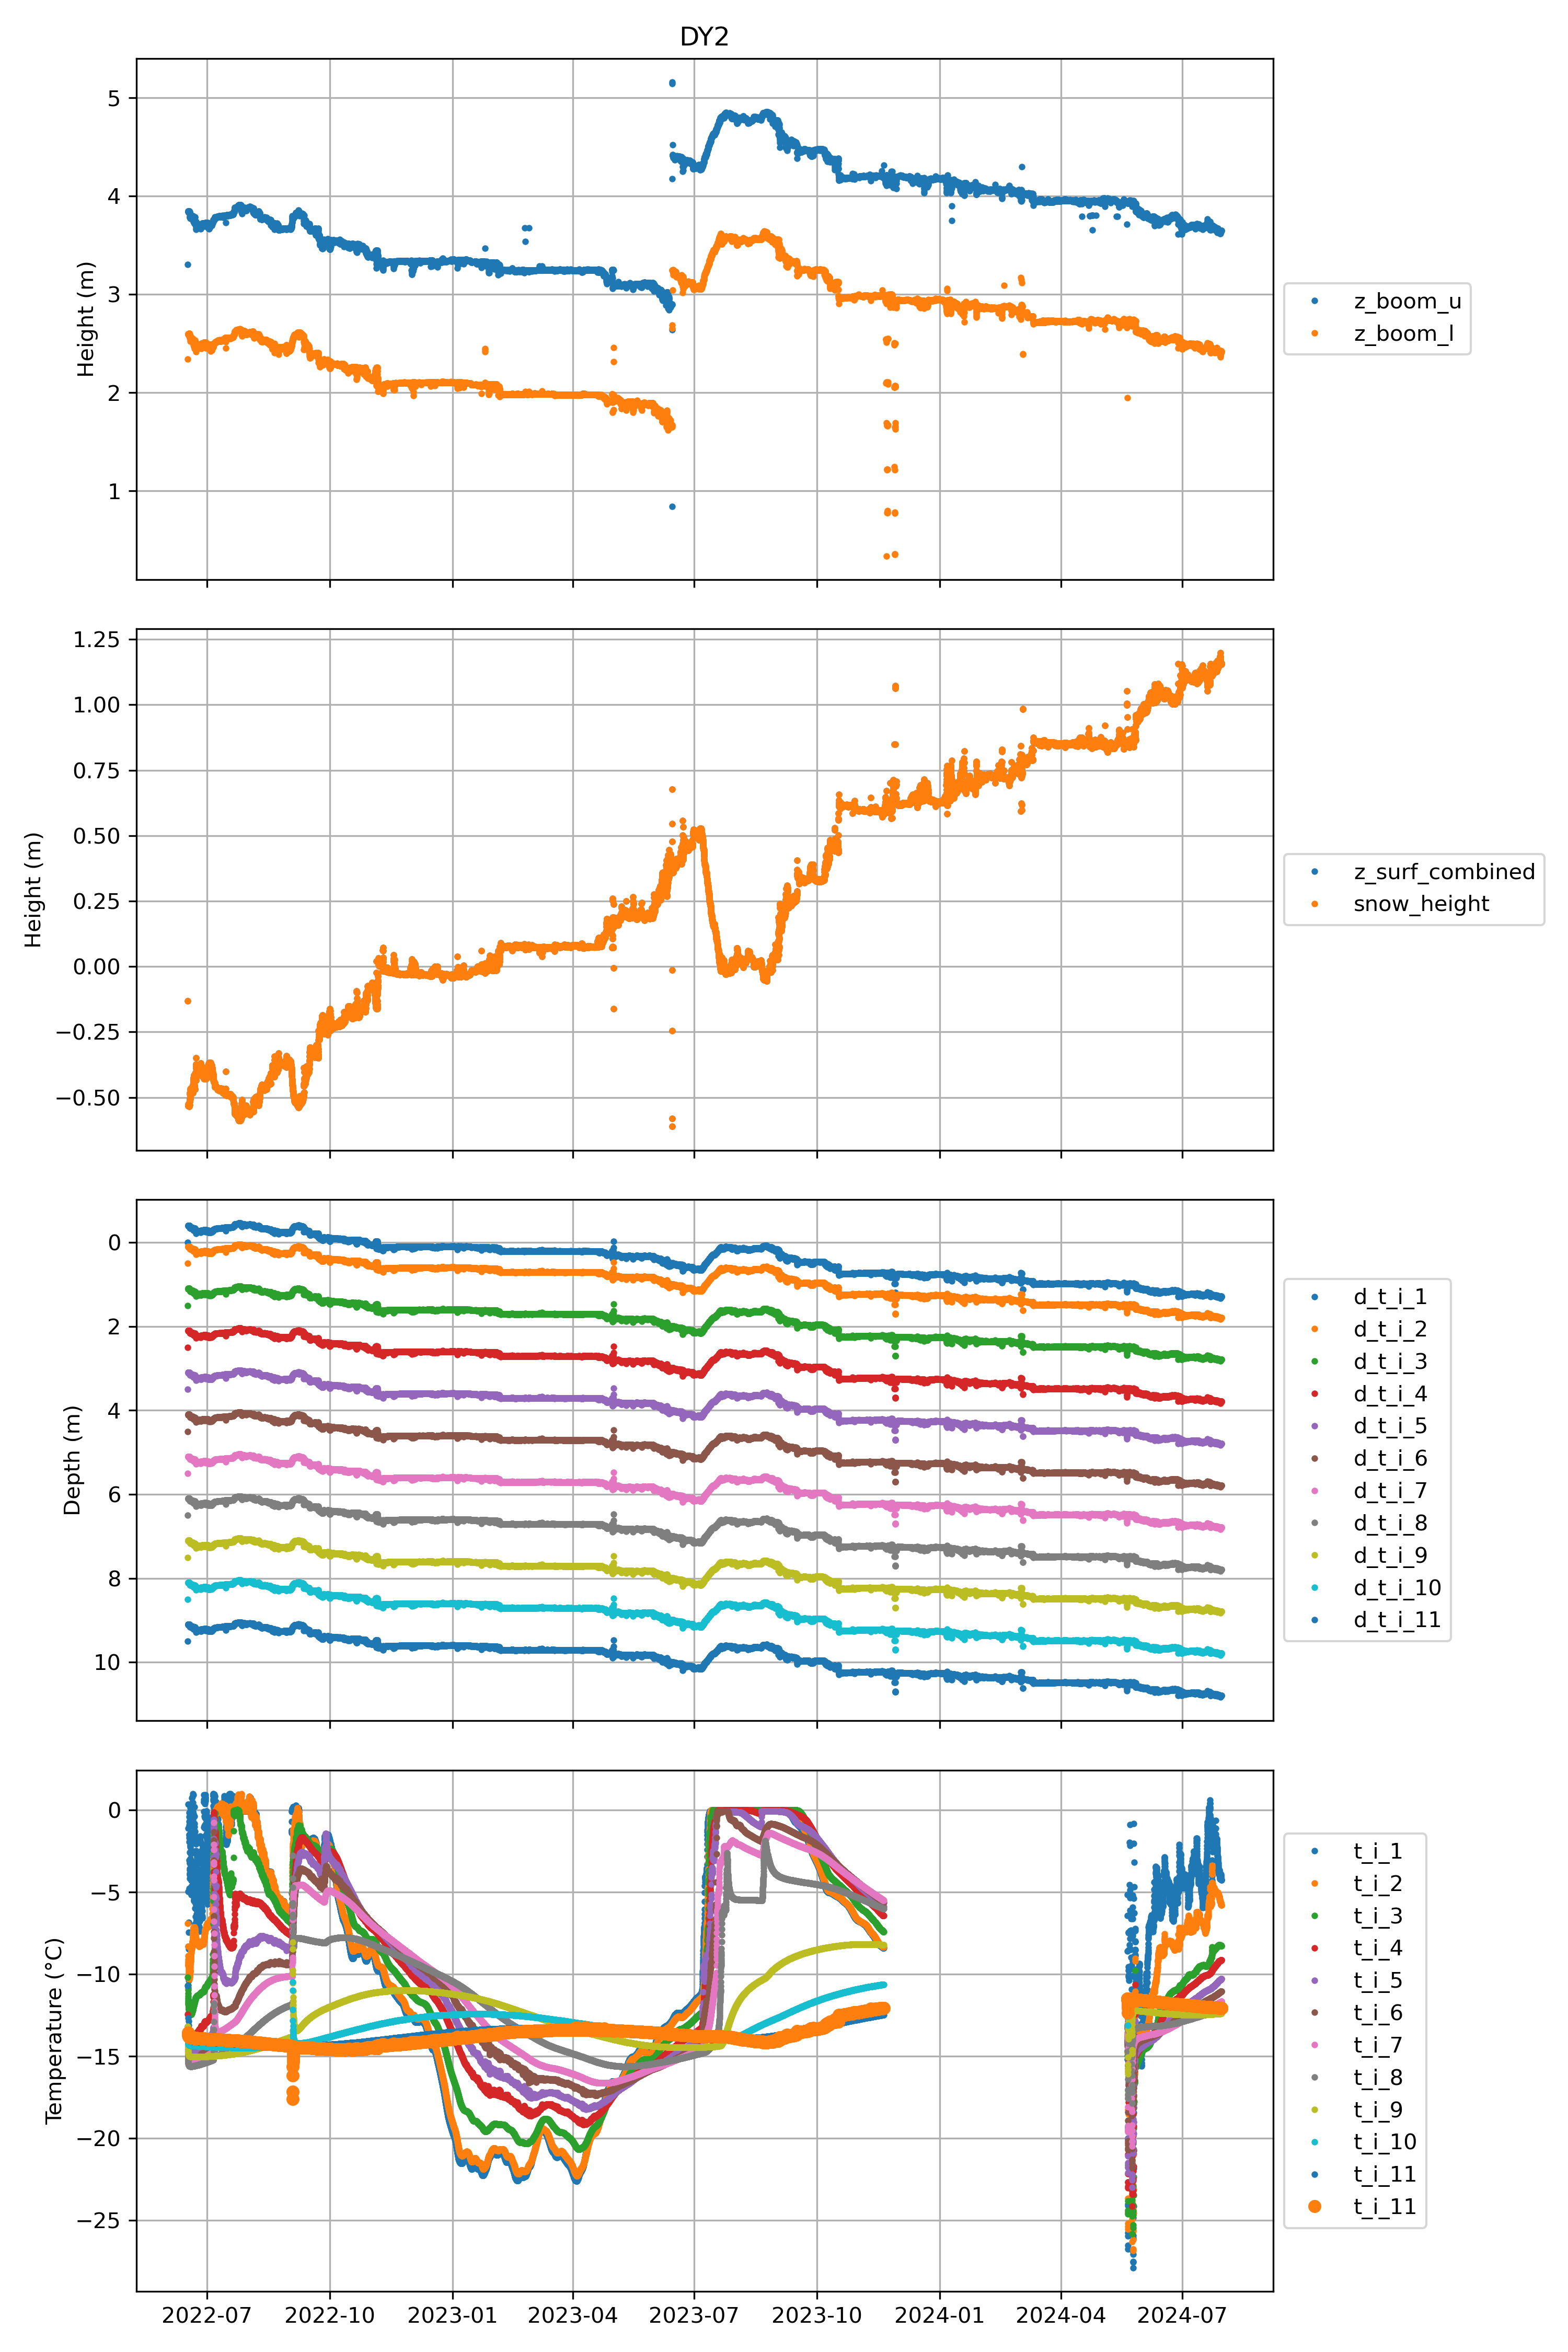 DY2
5
4
3
2
1
Height (m)
z_boom_u
z_boom_l
1.25
1.00
0.75
0.50
0.25
0.00
−0.25
−0.50
Height (m)
z_surf_combined
snow_height
0
2
4
6
8
10
Depth (m)
d_t_i_1
d_t_i_2
d_t_i_3
d_t_i_4
d_t_i_5
d_t_i_6
d_t_i_7
d_t_i_8
d_t_i_9
d_t_i_10
d_t_i_11
0
−5
−10
−15
−20
−25
Temperature (°C)
t_i_1
t_i_2
t_i_3
t_i_4
t_i_5
t_i_6
t_i_7
t_i_8
t_i_9
t_i_10
t_i_11
t_i_11
2022-07 2022-10 2023-01 2023-04 2023-07 2023-10 2024-01 2024-04 2024-07